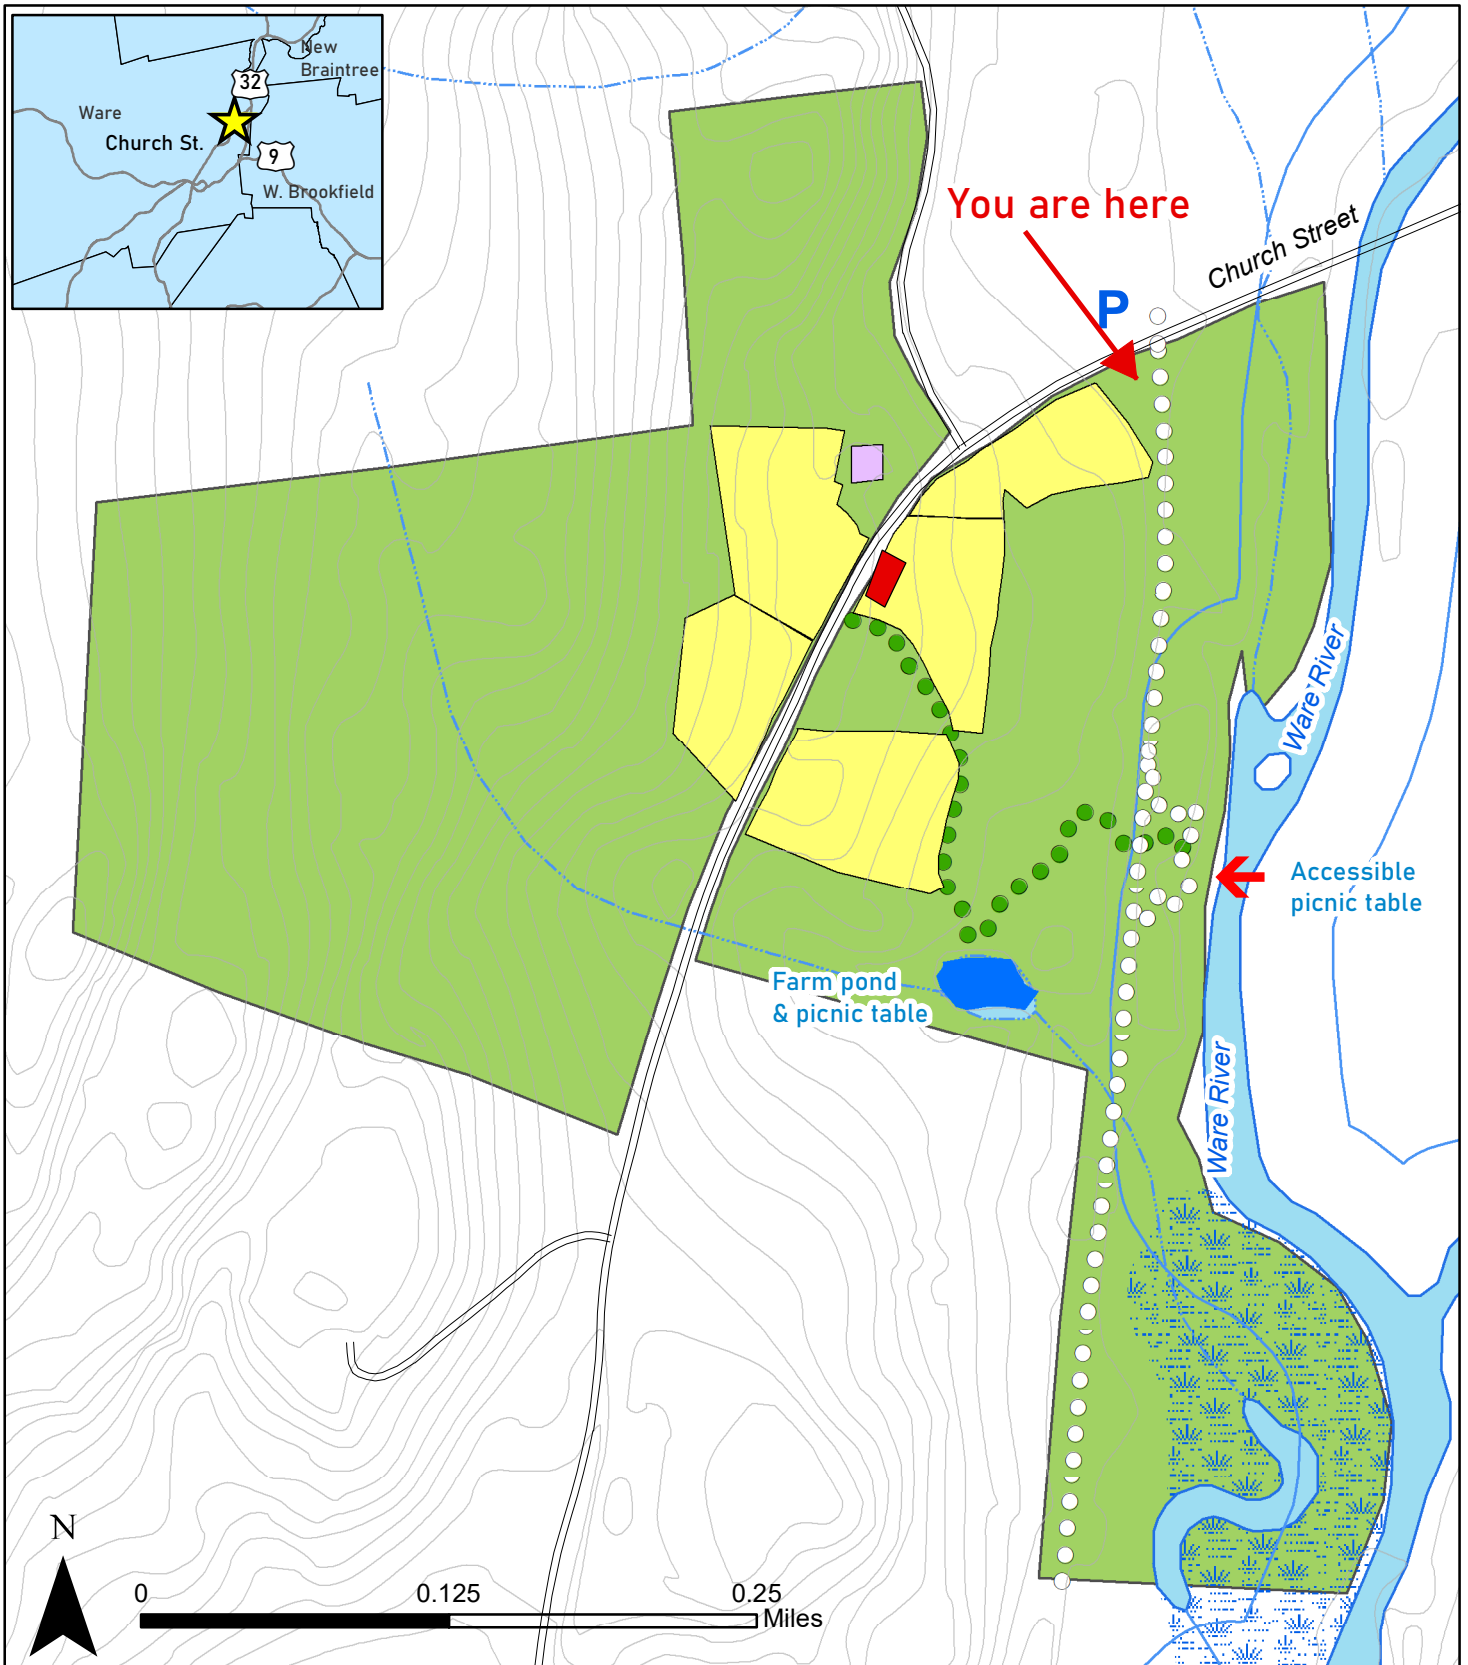 New
Braintree
32
Ware
Church St.
9
W. Brookfield
You are here
P
Church Street
Ware River
Accessible
picnic table
Farm pond
& picnic table
Ware River
N
0
0.125
0.25
Miles